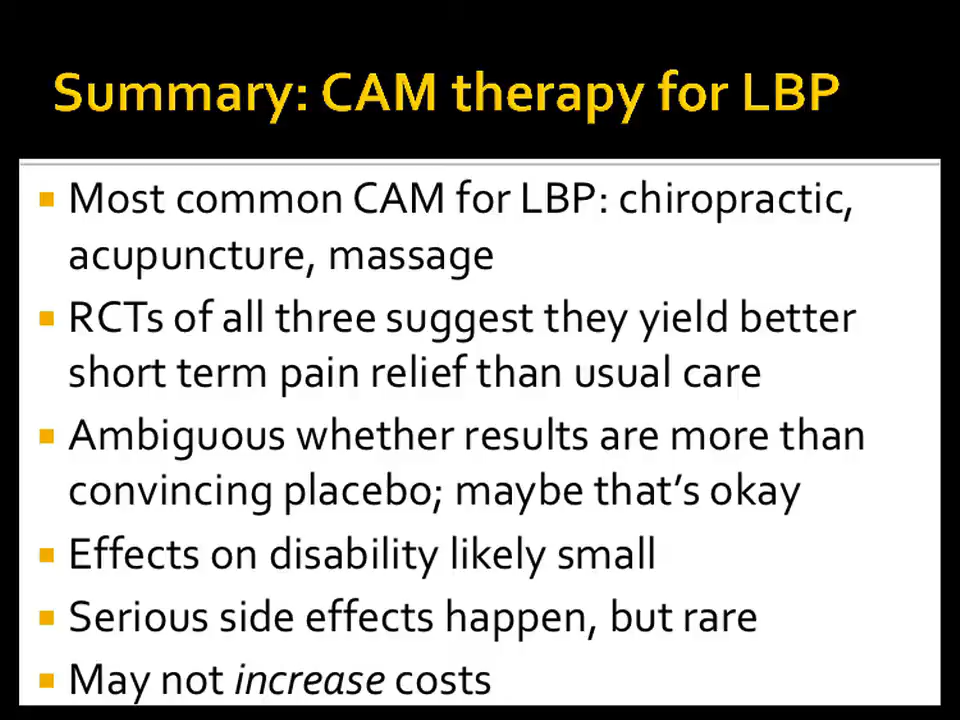 Summary: CAM therapy for LBP
Most common CAM for LBP: chiropractic,
acupuncture, massage
RCTs of all three suggest they yield better
short term pain relief than usual care
Ambiguous whether results are more than
convincing placebo; maybe that's okay
Effects on disability likely small
Serious side effects happen, but rare
May not increase costs